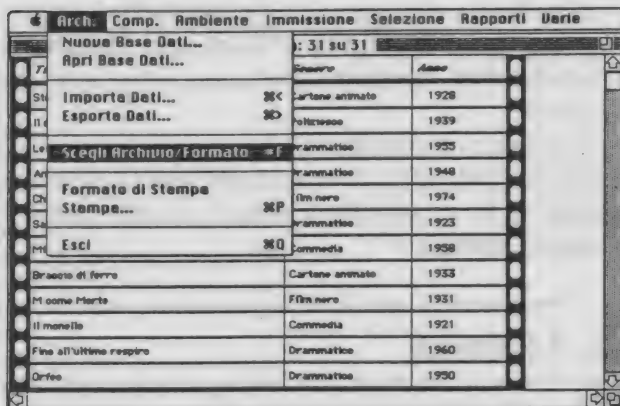 Arch. Comp. Ambiente Immissione Selezione Rapporti Varie
Nuova Base Dati...
Apri Base Dati...
: 31 su 31
Genere Anno
Importa Dati... ⌘<
Cartone animato 1928
Esporta Dati... ⌘>
Poliziesco 1939
Scegli Archivio/Formato ⌘F
Drammatico 1955
Drammatico 1948
Formato di Stampa
Film nero 1974
Stampa... ⌘P
Drammatico 1923
Esci ⌘Q
Commedia 1958
Braccio di ferro Cartone animato 1933
M come Morte Film nero 1931
Il monello Commedia 1921
Fine all'ultimo respiro Drammatico 1960
Orfeo Drammatico 1950